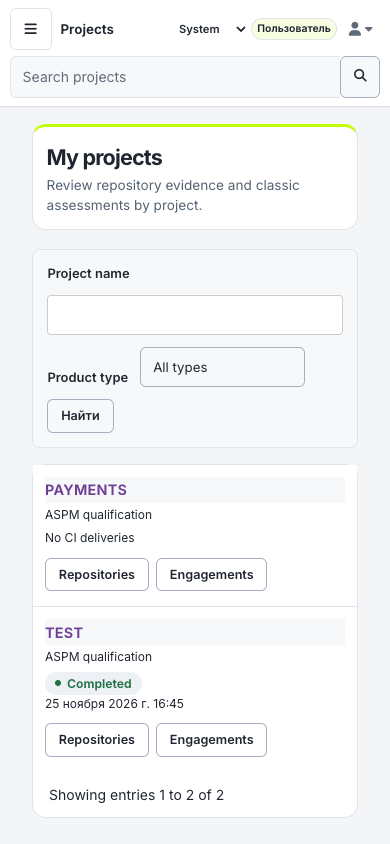 Projects
System
Пользователь
Search projects
My projects
Review repository evidence and classic
assessments by project.
Project name
Product type
All types
Найти
PAYMENTS
ASPM qualification
No CI deliveries
Repositories
Engagements
TEST
ASPM qualification
Completed
25 ноября 2026 г. 16:45
Repositories
Engagements
Showing entries 1 to 2 of 2